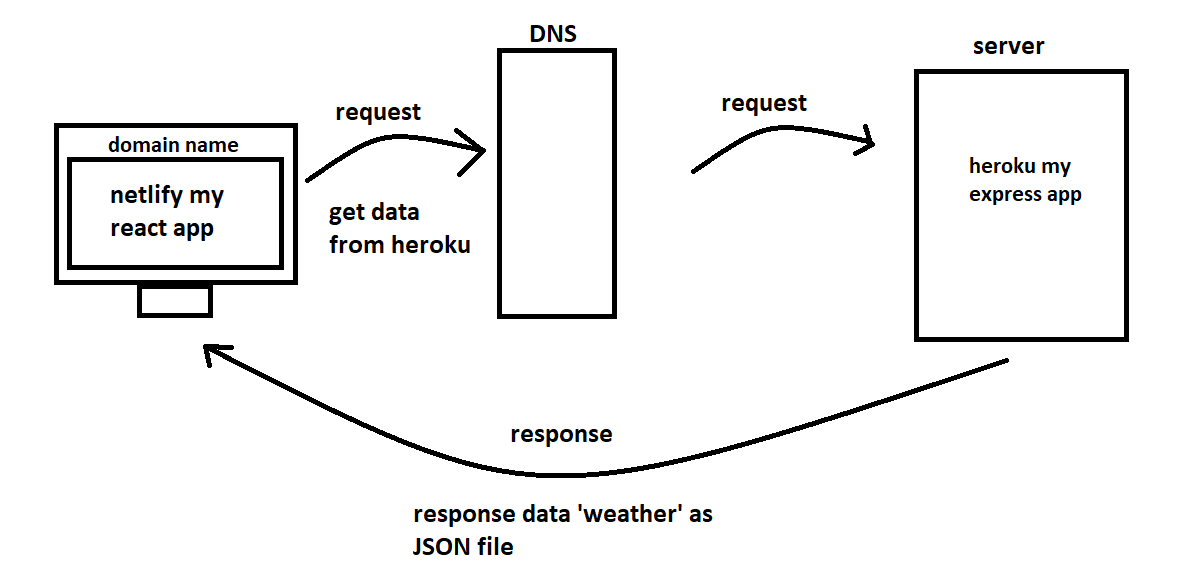 DNS
server
request
request
domain name
netlify my
react app
heroku my
express app
get data
from heroku
response
response data 'weather' as
JSON file